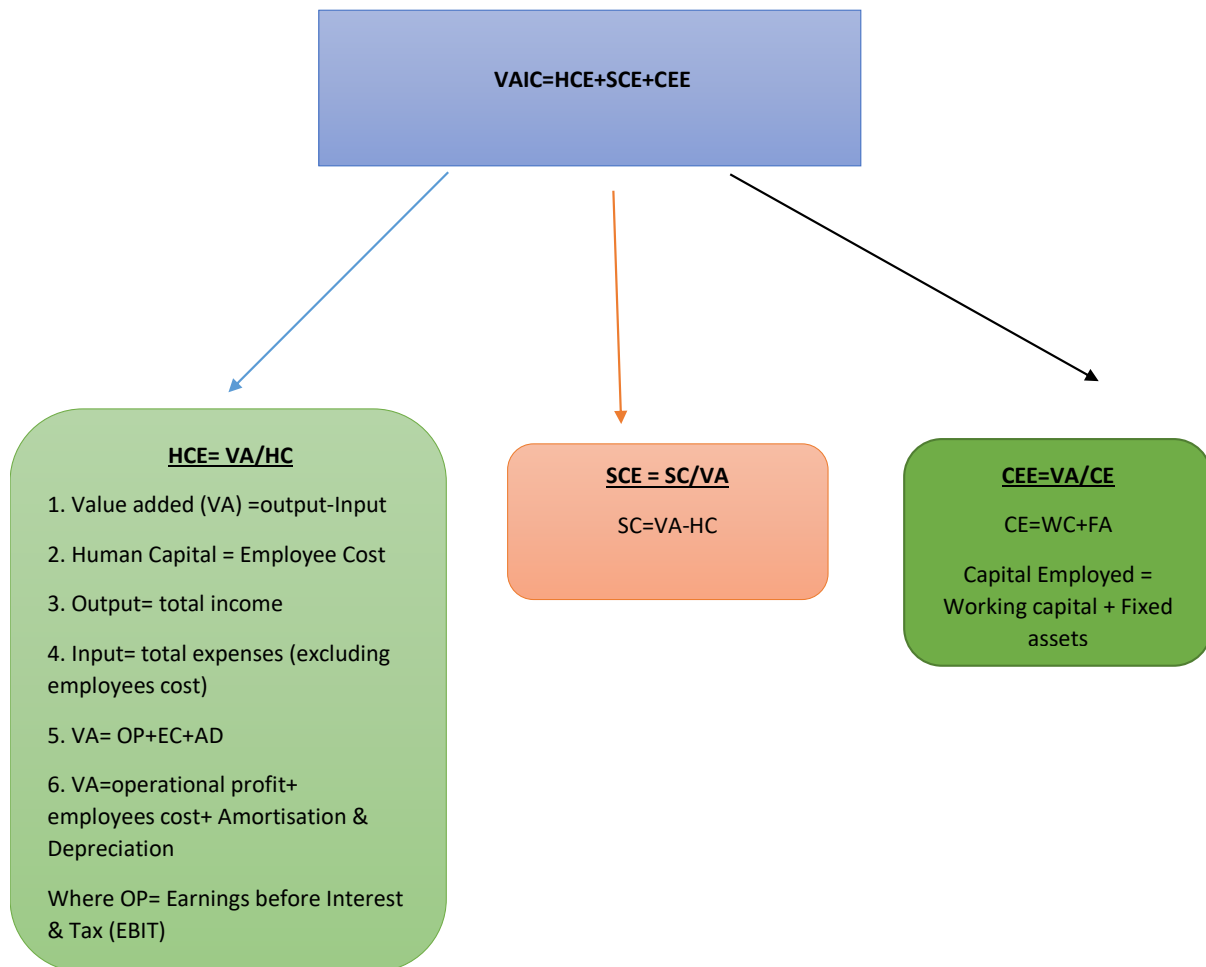 VAIC=HCE+SCE+CEE
HCE= VA/HC
1. Value added (VA) =output-Input
2. Human Capital = Employee Cost
3. Output= total income
4. Input= total expenses (excluding
employees cost)
5. VA= OP+EC+AD
6. VA=operational profit+
employees cost+ Amortisation &
Depreciation
Where OP= Earnings before Interest
& Tax (EBIT)
SCE = SC/VA
SC=VA-HC
CEE=VA/CE
CE=WC+FA
Capital Employed =
Working capital + Fixed
assets